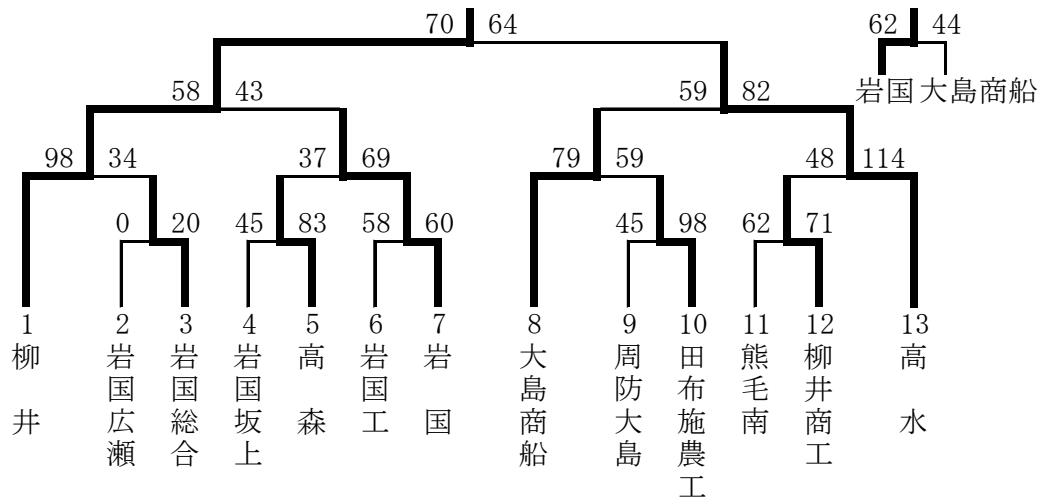 70 64
62 44
岩国 大島商船
58 43
59 82
98 34
37 69
79 59
48 114
0 20
45 83
58 60
45 98
62 71
1 2 3 4 5 6 7 8 9 10 11 12 13
柳井
岩国広瀬
岩国総合
岩国坂上
高森
岩国工
岩国
大島商船
周防大島
田布施農工
熊毛南
柳井商工
高水